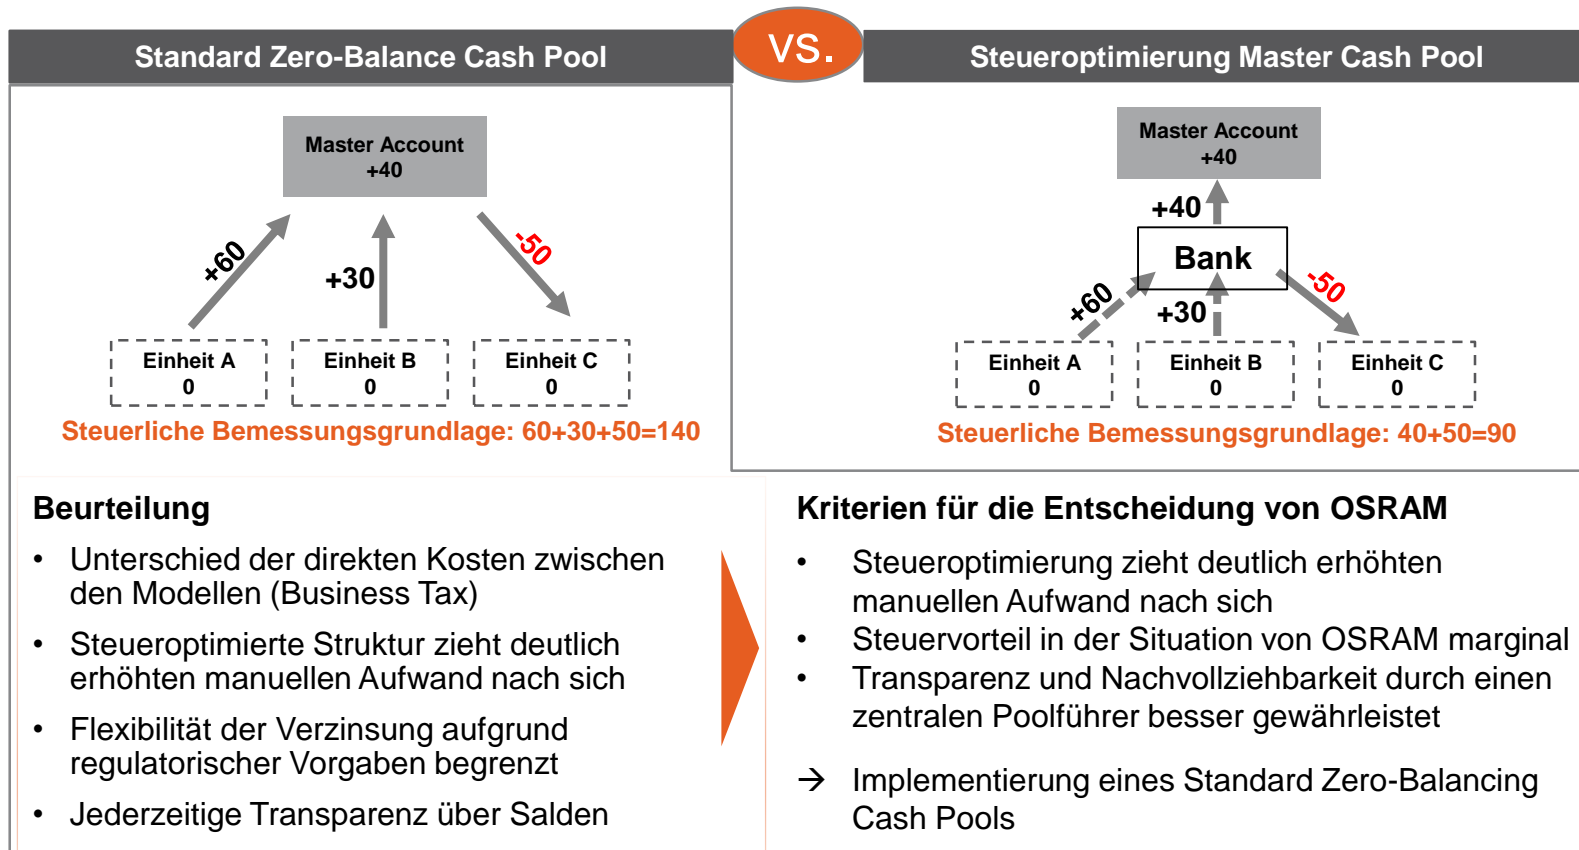 Standard Zero-Balance Cash Pool
vs.
Steueroptimierung Master Cash Pool
Master Account
+40
+60
+30
-50
Einheit A
0
Einheit B
0
Einheit C
0
Steuerliche Bemessungsgrundlage: 60+30+50=140
Master Account
+40
+40
Bank
+60
+30
-50
Einheit A
0
Einheit B
0
Einheit C
0
Steuerliche Bemessungsgrundlage: 40+50=90
Beurteilung
• Unterschied der direkten Kosten zwischen
den Modellen (Business Tax)
• Steueroptimierte Struktur zieht deutlich
erhöhten manuellen Aufwand nach sich
• Flexibilität der Verzinsung aufgrund
regulatorischer Vorgaben begrenzt
• Jederzeitige Transparenz über Salden
Kriterien für die Entscheidung von OSRAM
• Steueroptimierung zieht deutlich erhöhten
manuellen Aufwand nach sich
• Steuervorteil in der Situation von OSRAM marginal
• Transparenz und Nachvollziehbarkeit durch einen
zentralen Poolführer besser gewährleistet
→ Implementierung eines Standard Zero-Balancing
Cash Pools